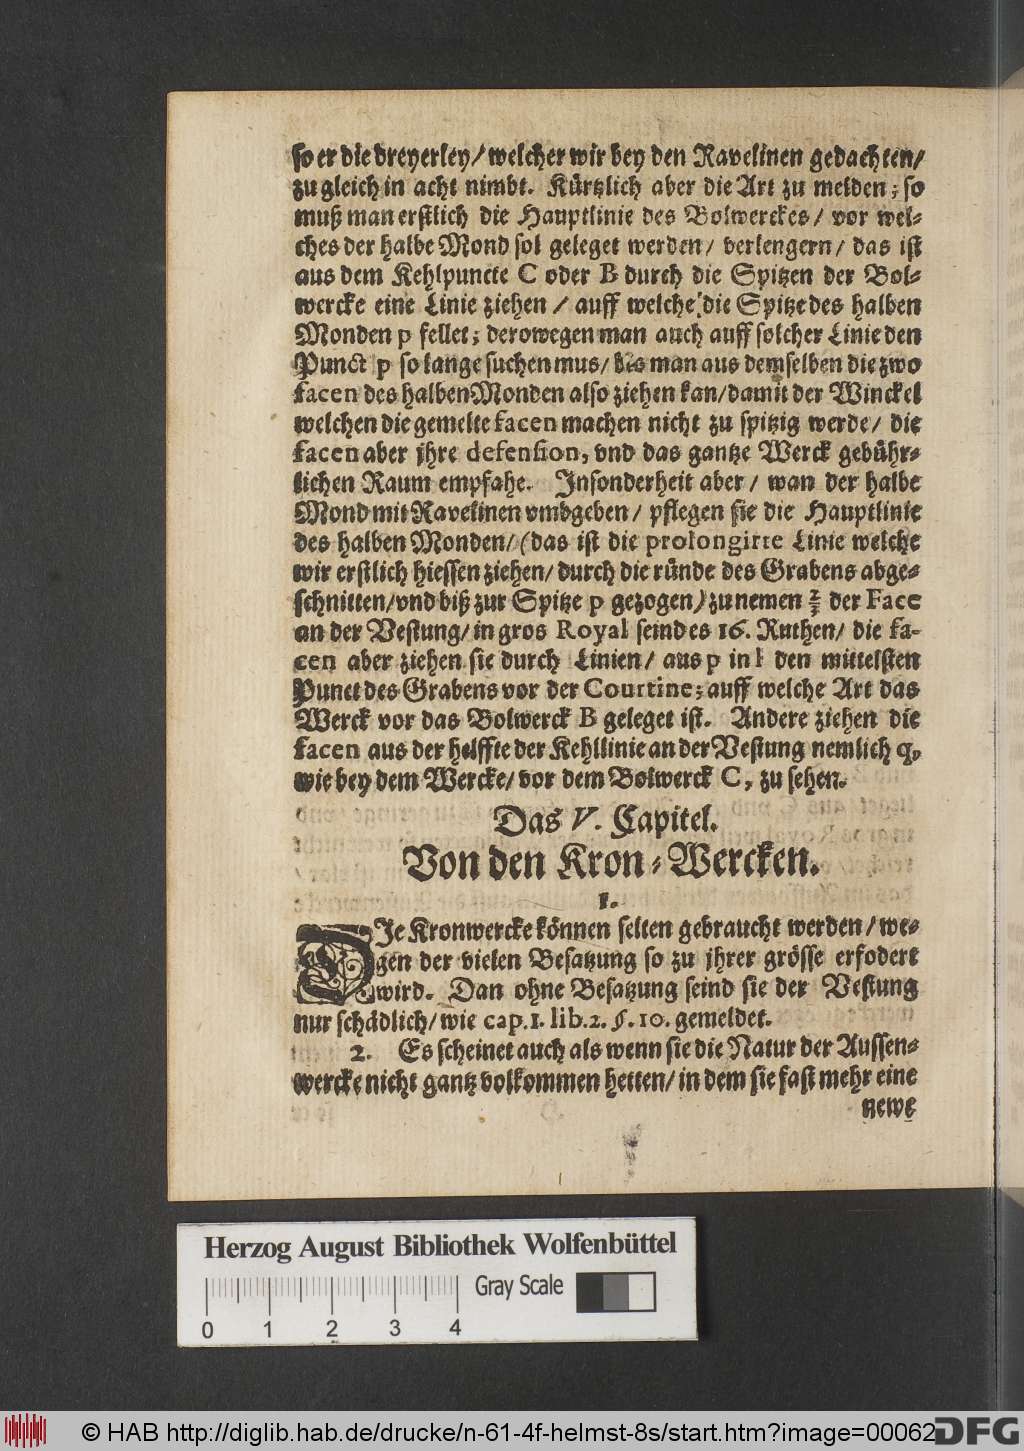 so er die dreyerley/ welcher wir bey den Ravelinen gedachten/
zu gleich in acht nimbt. Kürtzlich aber die Art zu melden; so
muß man erstlich die Hauptlinie des Bolwerckes/ vor wel-
ches der halbe Mond sol geleget werden/ verlengern/ das ist
aus dem Kehlpuncte C oder B durch die Spitzen der Bol-
wercke eine Linie ziehen/ auff welche die Spitze des halben
Monden p fellet; derowegen man auch auff solcher Linie den
Punct p so lange suchen mus/ bis man aus demselben die zwo
facen des halben Monden also ziehen kan/ damit der Winckel
welchen die gemelte facen machen nicht zu spitzig werde/ die
facen aber jhre defension, vnd das gantze Werck gebühr-
lichen Raum empfahe. Insonderheit aber/ wan der halbe
Mond mit Ravelinen vmbgeben/ pflegen sie die Hauptlinie
des halben Monden/ (das ist die prolongirte Linie welche
wir erstlich hiessen ziehen/ durch die ründe des Grabens abge-
schnitten/ vnd biß zur Spitze p gezogen) zu nemen ⅔ der Face
an der Vestung/ in gros Royal seind es 16. Ruthen/ die fa-
cen aber ziehen sie durch Linien/ aus p in l den mittelsten
Punct des Grabens vor der Courtine; auff welche Art das
Werck vor das Bolwerck B geleget ist. Andere ziehen die
facen aus der helffte der Kehllinie an der Vestung nemlich q,
wie bey dem Wercke/ vor dem Bolwerck C, zu sehen.
Das V. Capitel.
Von den Kron-Wercken.
1.
DIe Kronwercke können selten gebraucht werden/ we-
gen der vielen Besatzung so zu jhrer grösse erfodert
wird. Dan ohne Besatzung seind sie der Vestung
nur schädlich/ wie cap. 1. lib. 2. §. 10. gemeldet.
2. Es scheinet auch als wenn sie die Natur der Aussen-
wercke nicht gantz volkommen hetten/ in dem sie fast mehr eine
newe
Herzog August Bibliothek Wolfenbüttel
Gray Scale
0 1 2 3 4
© HAB http://diglib.hab.de/drucke/n-61-4f-helmst-8s/start.htm?image=00062
DFG